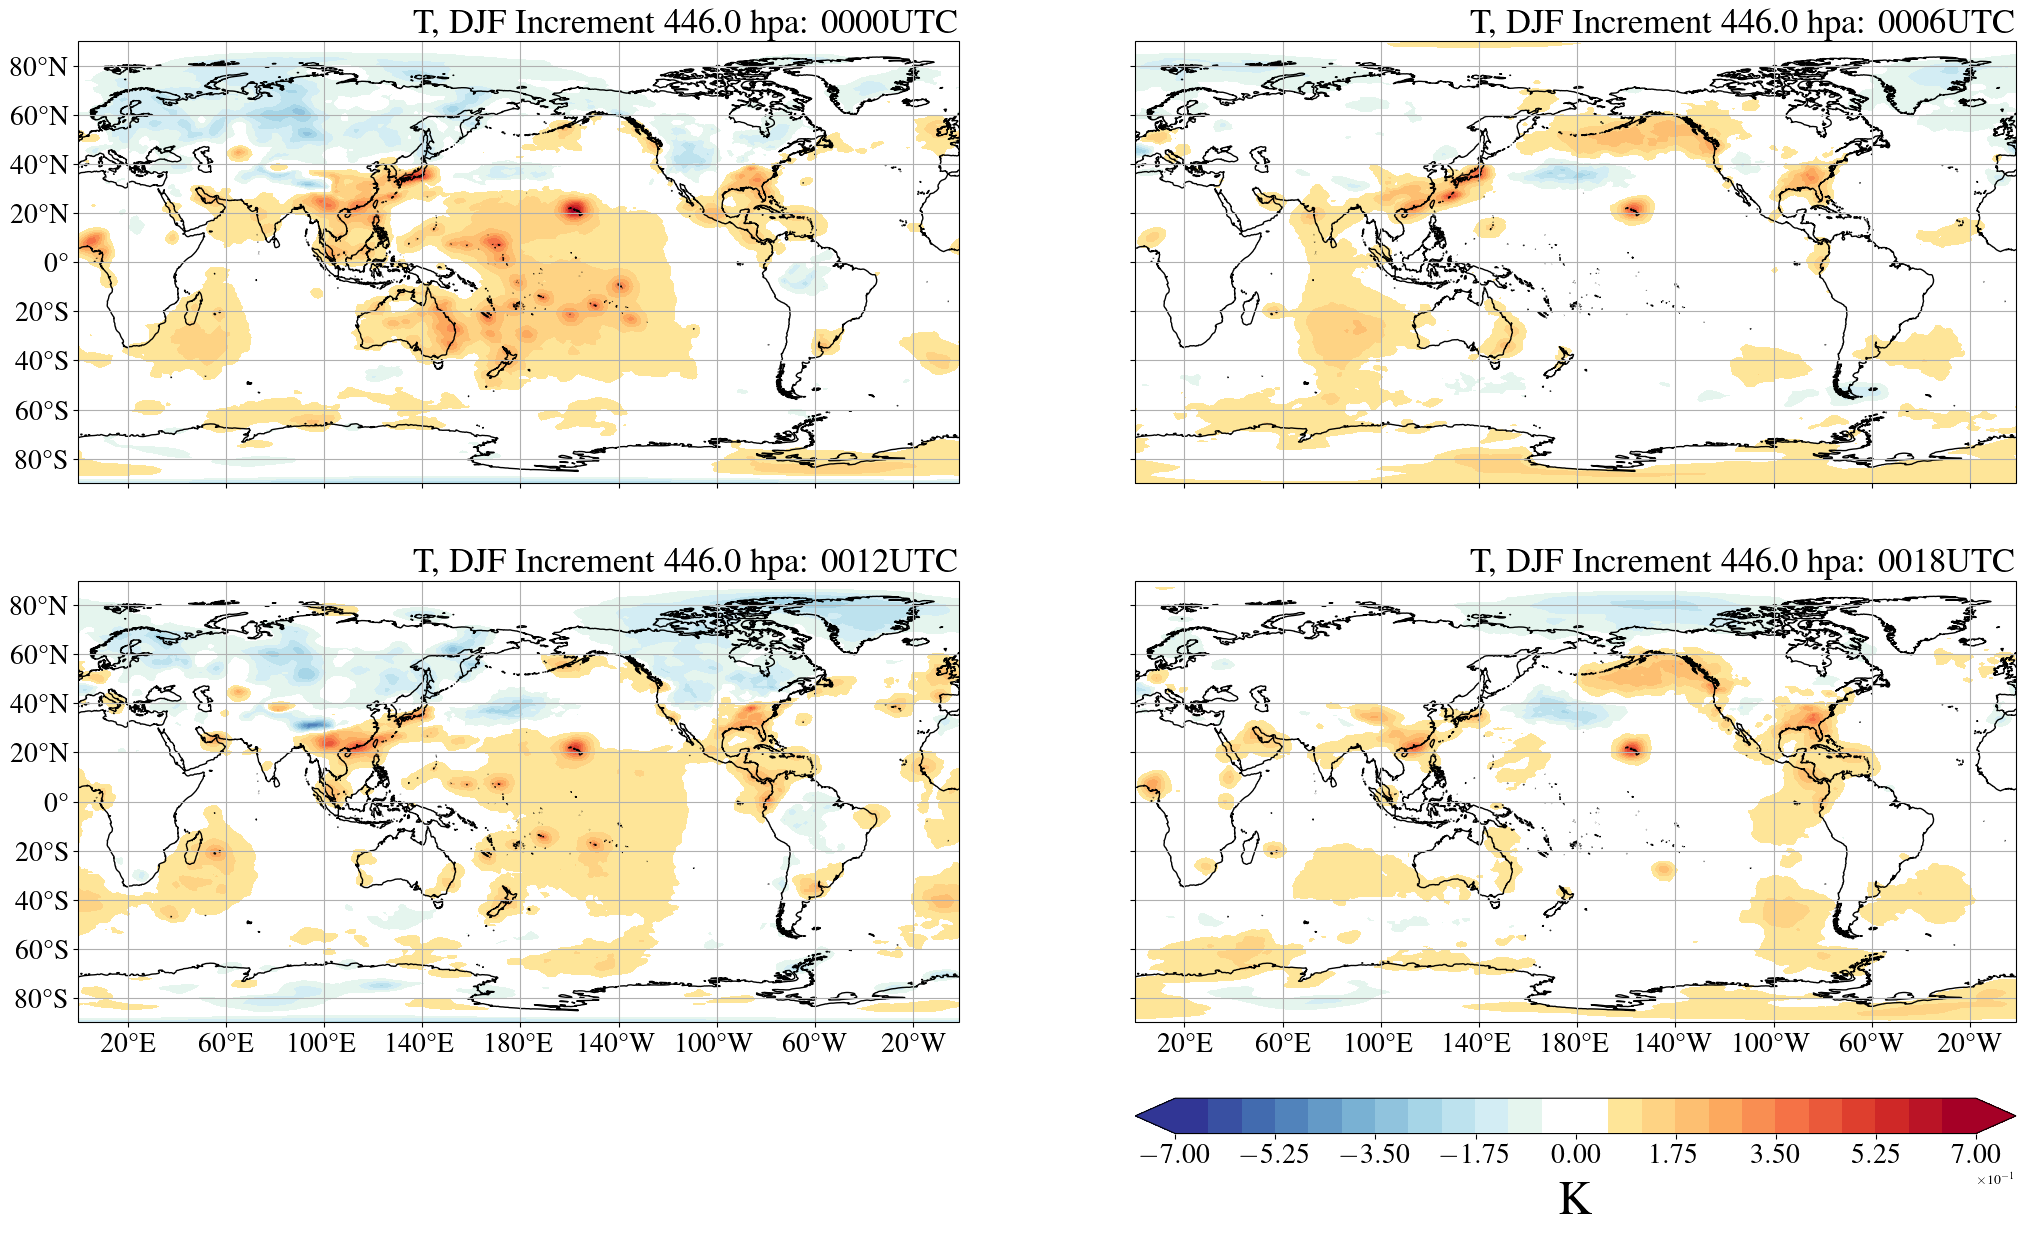 T, DJF Increment 446.0 hpa: 0000UTC
T, DJF Increment 446.0 hpa: 0006UTC
80°N
60°N
40°N
20°N
0°
20°S
40°S
60°S
80°S
T, DJF Increment 446.0 hpa: 0012UTC
T, DJF Increment 446.0 hpa: 0018UTC
80°N
60°N
40°N
20°N
0°
20°S
40°S
60°S
80°S
20°E 60°E 100°E 140°E 180°E 140°W 100°W 60°W 20°W
20°E 60°E 100°E 140°E 180°E 140°W 100°W 60°W 20°W
−7.00 −5.25 −3.50 −1.75 0.00 1.75 3.50 5.25 7.00
×10⁻¹
K